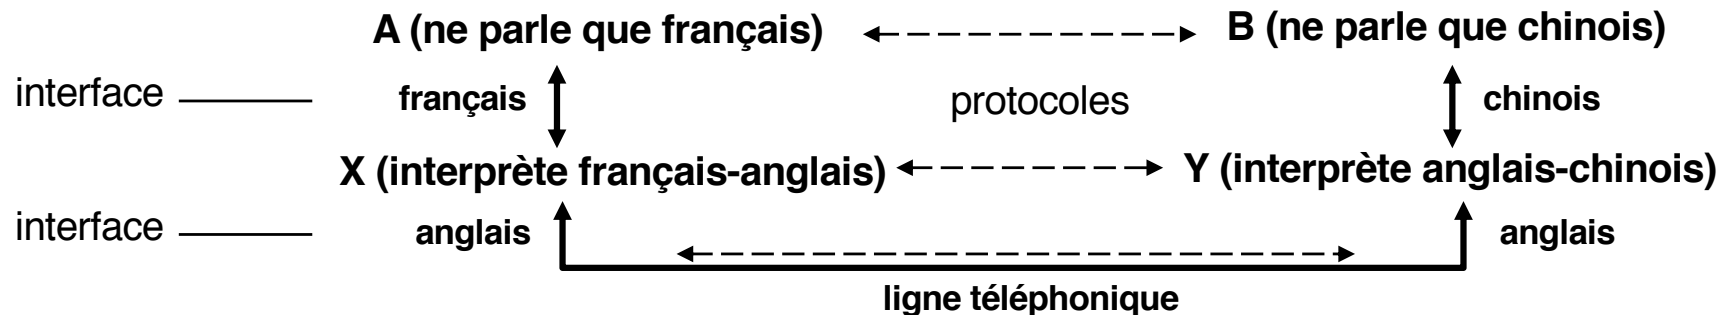 A (ne parle que français) B (ne parle que chinois)
interface français protocoles chinois
X (interprète français-anglais) Y (interprète anglais-chinois)
interface anglais anglais
ligne téléphonique